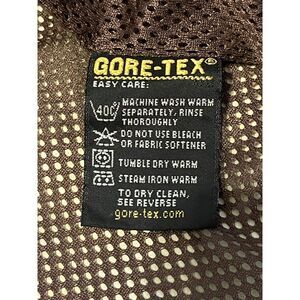 GORE-TEX®
EASY CARE:
40C MACHINE WASH WARM
SEPARATELY, RINSE
THOROUGHLY
DO NOT USE BLEACH
OR FABRIC SOFTENER
TUMBLE DRY WARM
STEAM IRON WARM
TO DRY CLEAN,
SEE REVERSE
gore-tex.com